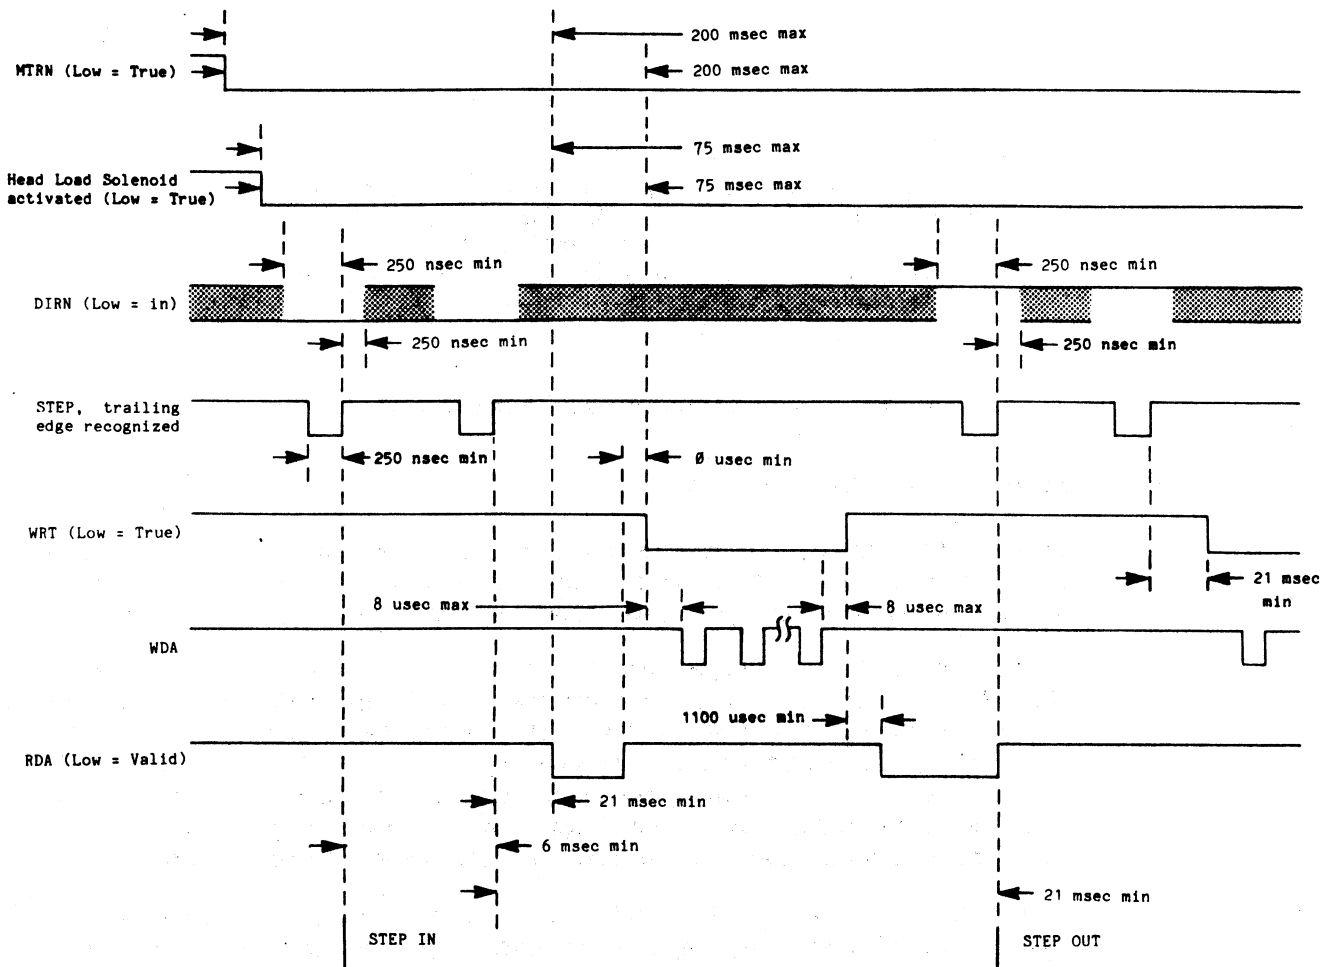 200 msec max
MTRN (Low = True)
200 msec max
75 msec max
Head Load Solenoid
activated (Low = True)
75 msec max
250 nsec min
250 nsec min
DIRN (Low = in)
250 nsec min
250 nsec min
STEP, trailing
edge recognized
250 nsec min
Ø usec min
WRT (Low = True)
21 msec
min
8 usec max
8 usec max
WDA
1100 usec min
RDA (Low = Valid)
21 msec min
6 msec min
21 msec min
STEP IN
STEP OUT